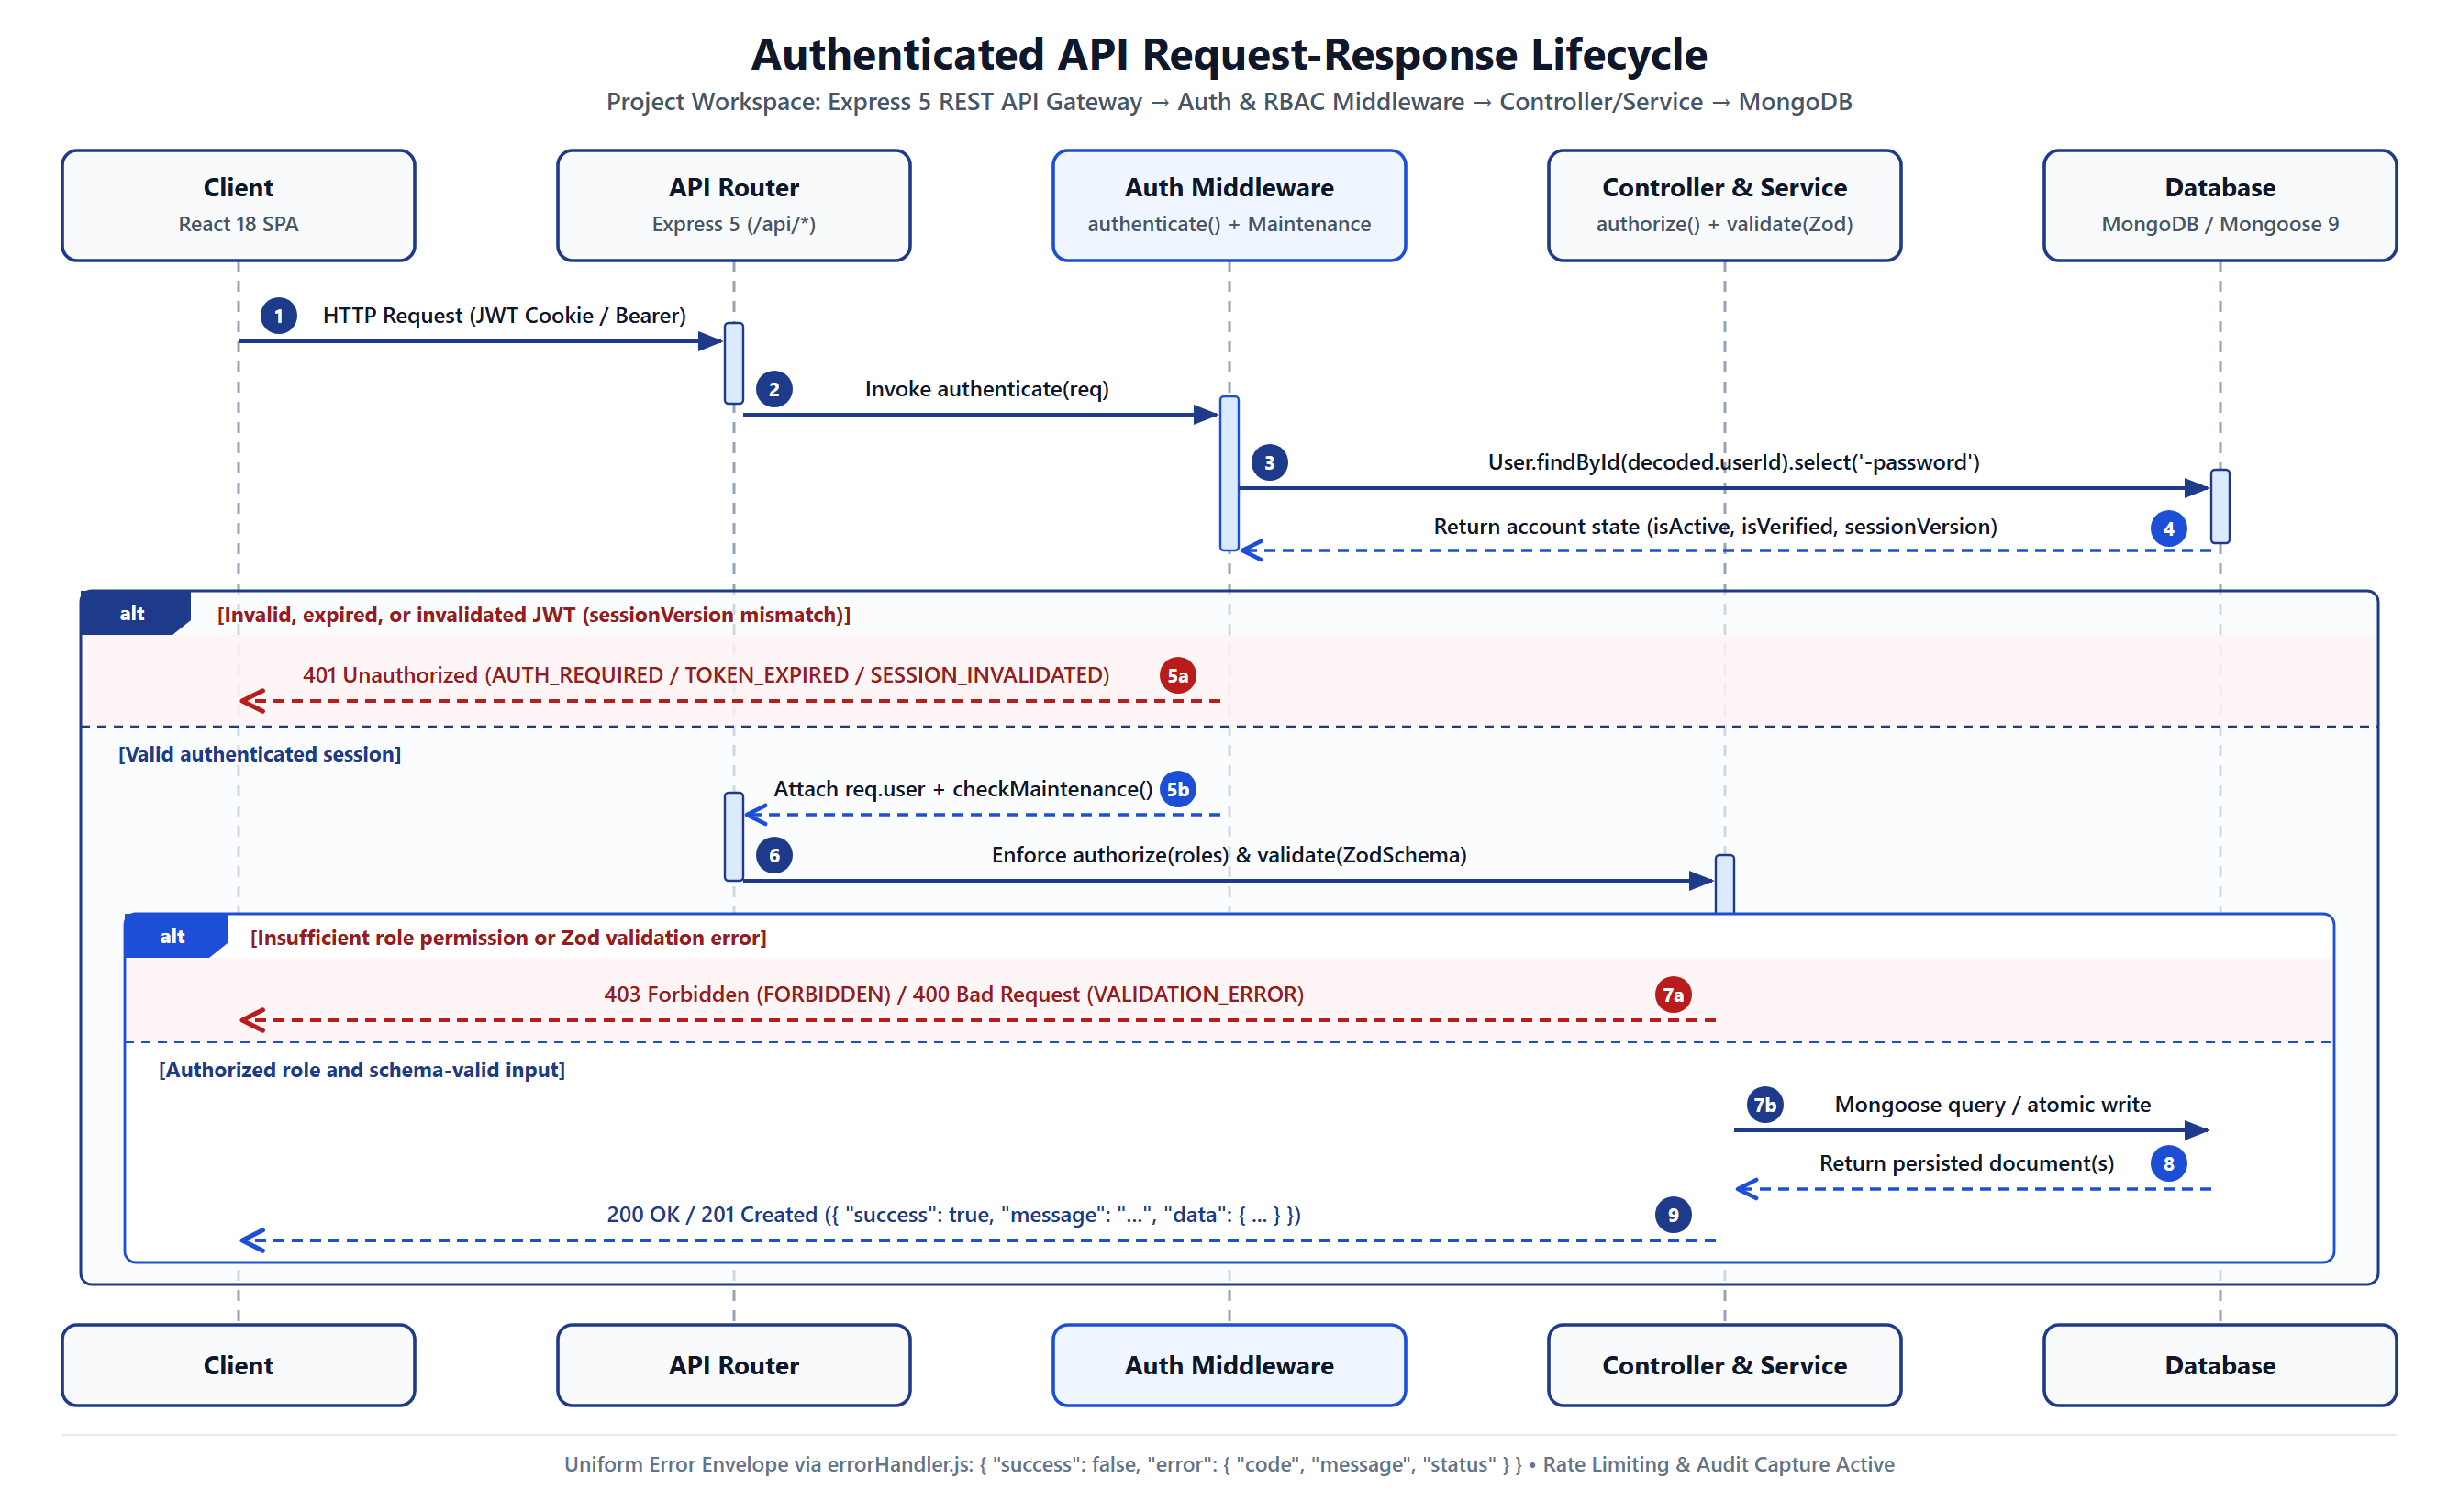 Authenticated API Request-Response Lifecycle
Project Workspace: Express 5 REST API Gateway → Auth & RBAC Middleware → Controller/Service → MongoDB
Client
React 18 SPA
API Router
Express 5 (/api/*)
Auth Middleware
authenticate() + Maintenance
Controller & Service
authorize() + validate(Zod)
Database
MongoDB / Mongoose 9
1 HTTP Request (JWT Cookie / Bearer)
2 Invoke authenticate(req)
3 User.findById(decoded.userId).select('-password')
Return account state (isActive, isVerified, sessionVersion) 4
alt [Invalid, expired, or invalidated JWT (sessionVersion mismatch)]
401 Unauthorized (AUTH_REQUIRED / TOKEN_EXPIRED / SESSION_INVALIDATED) 5a
[Valid authenticated session]
Attach req.user + checkMaintenance() 5b
6 Enforce authorize(roles) & validate(ZodSchema)
alt [Insufficient role permission or Zod validation error]
403 Forbidden (FORBIDDEN) / 400 Bad Request (VALIDATION_ERROR) 7a
[Authorized role and schema-valid input]
7b Mongoose query / atomic write
Return persisted document(s) 8
200 OK / 201 Created ({ "success": true, "message": "...", "data": { ... } }) 9
Client
API Router
Auth Middleware
Controller & Service
Database
Uniform Error Envelope via errorHandler.js: { "success": false, "error": { "code", "message", "status" } } • Rate Limiting & Audit Capture Active